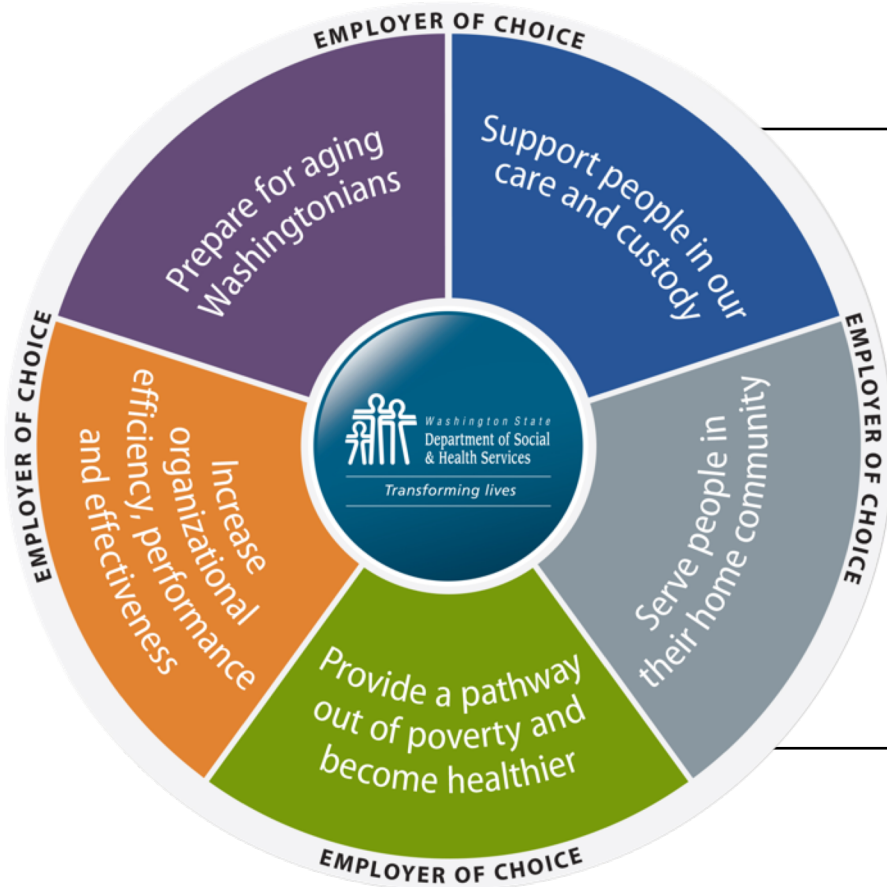 EMPLOYER OF CHOICE
Prepare for aging
Washingtonians
Support people in our
care and custody
EMPLOYER OF CHOICE
EMPLOYER OF CHOICE
Increase
organizational
efficiency, performance
and effectiveness
Washington State
Department of Social
& Health Services
Transforming lives
Serve people in
their home community
Provide a pathway
out of poverty and
become healthier
EMPLOYER OF CHOICE